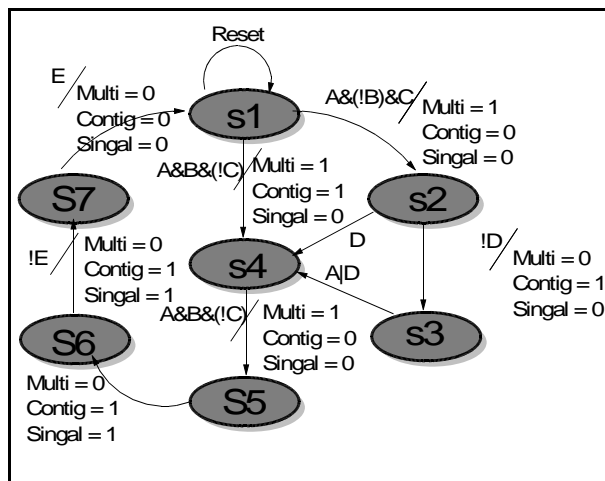 Reset
E
Multi = 0
Contig = 0
Singal = 0
s1
A&(!B)&C
Multi = 1
Contig = 0
Singal = 0
A&B&(!C)
Multi = 1
Contig = 1
Singal = 0
S7
s2
!E
Multi = 0
Contig = 1
Singal = 1
D
s4
!D
Multi = 0
Contig = 1
Singal = 0
A|D
A&B&(!C)
Multi = 1
Contig = 0
Singal = 0
S6
s3
Multi = 0
Contig = 1
Singal = 1
S5